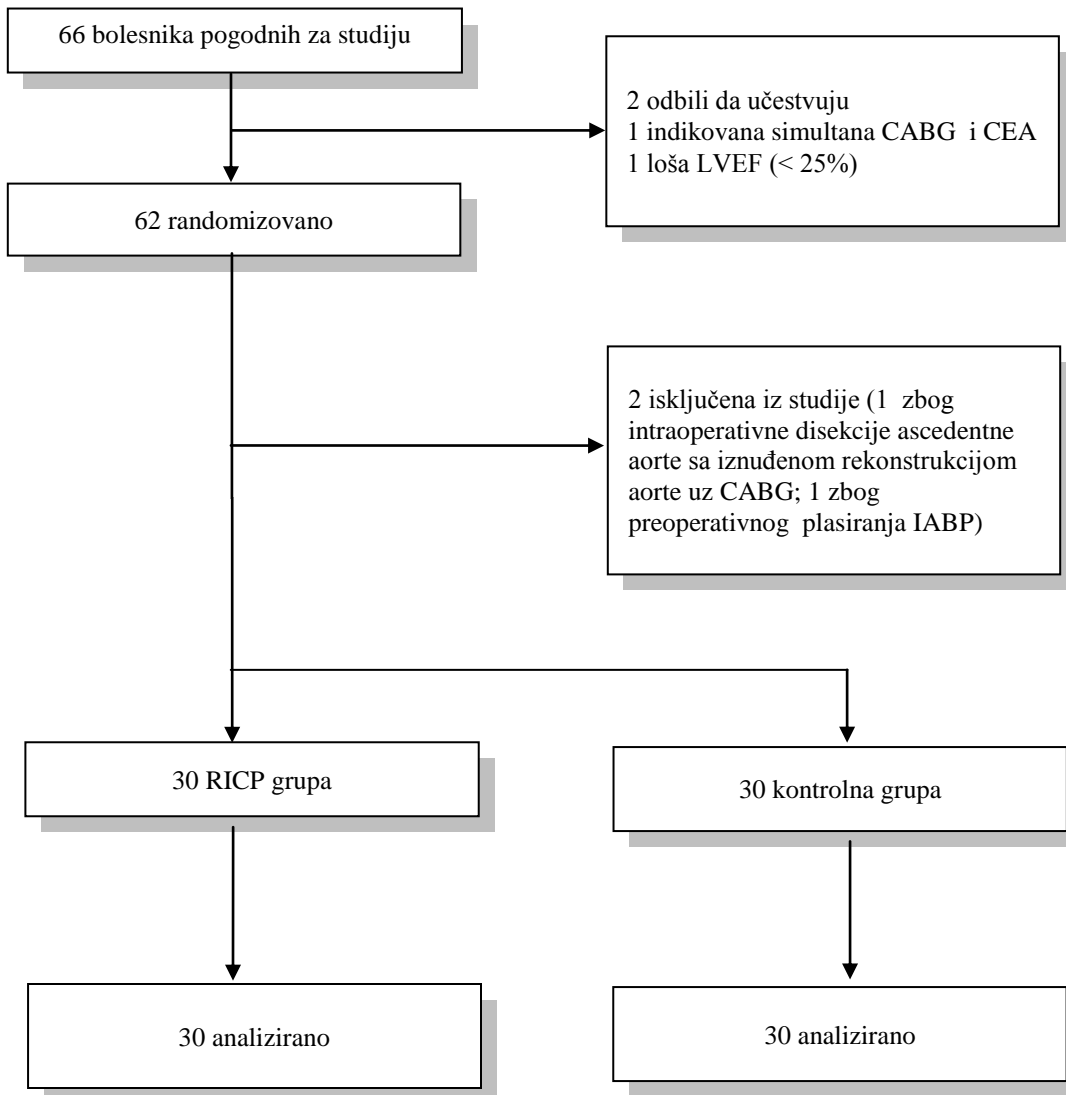 66 bolesnika pogodnih za studiju
2 odbili da učestvuju
1 indikovana simultana CABG i CEA
1 loša LVEF (< 25%)
62 randomizovano
2 isključena iz studije (1 zbog
intraoperativne disekcije ascedentne
aorte sa iznuđenom rekonstrukcijom
aorte uz CABG; 1 zbog
preoperativnog plasiranja IABP)
30 RICP grupa
30 kontrolna grupa
30 analizirano
30 analizirano